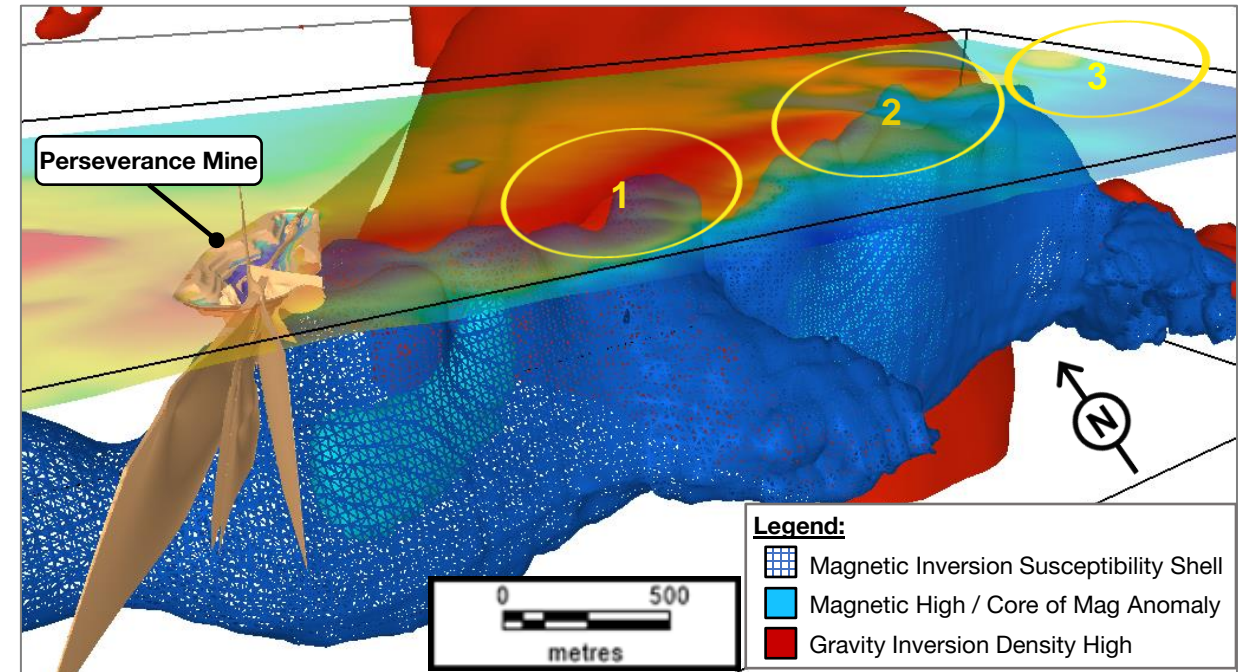 3
2
Perseverance Mine
1
N
Legend:
Magnetic Inversion Susceptibility Shell
Magnetic High / Core of Mag Anomaly
Gravity Inversion Density High
0 500
metres